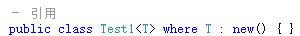 引用
public class Test1<T> where T : new() { }